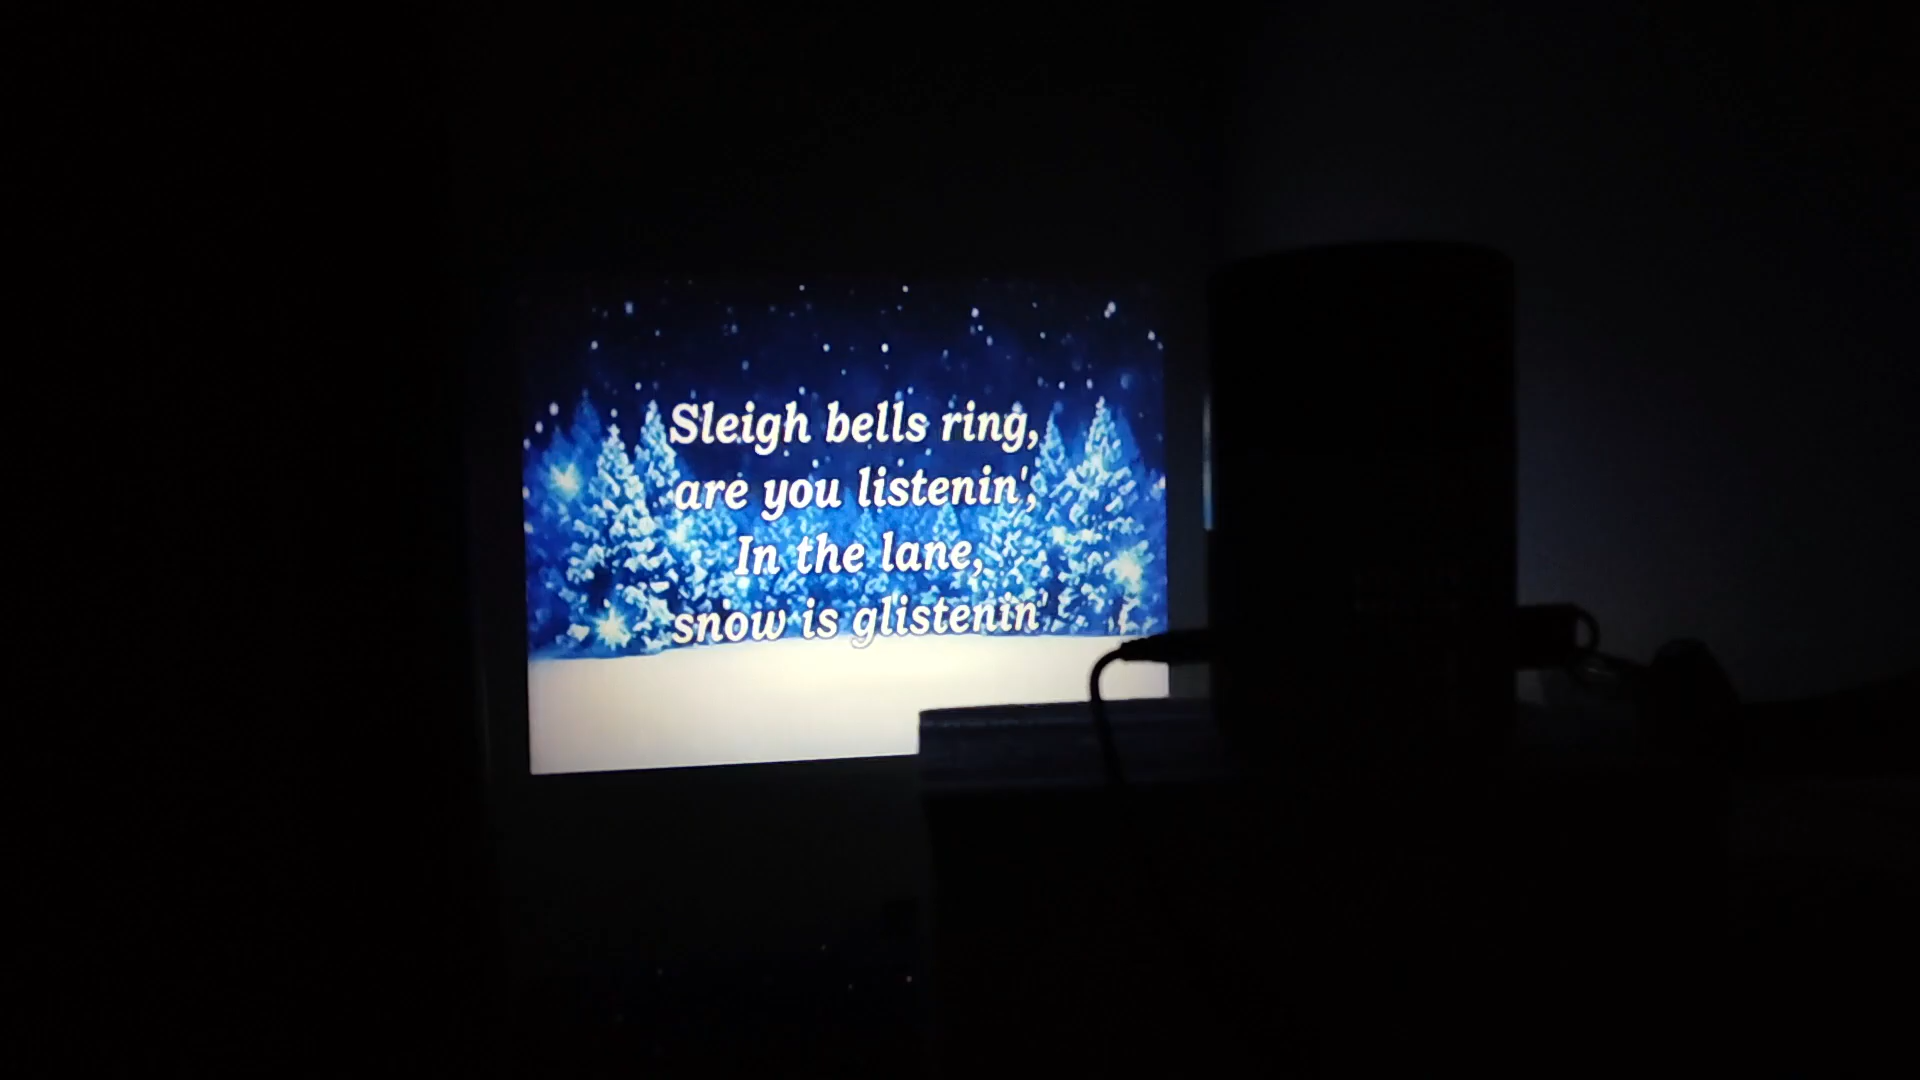 Sleigh bells ring,
are you listenin',
In the lane,
snow is glistenin'